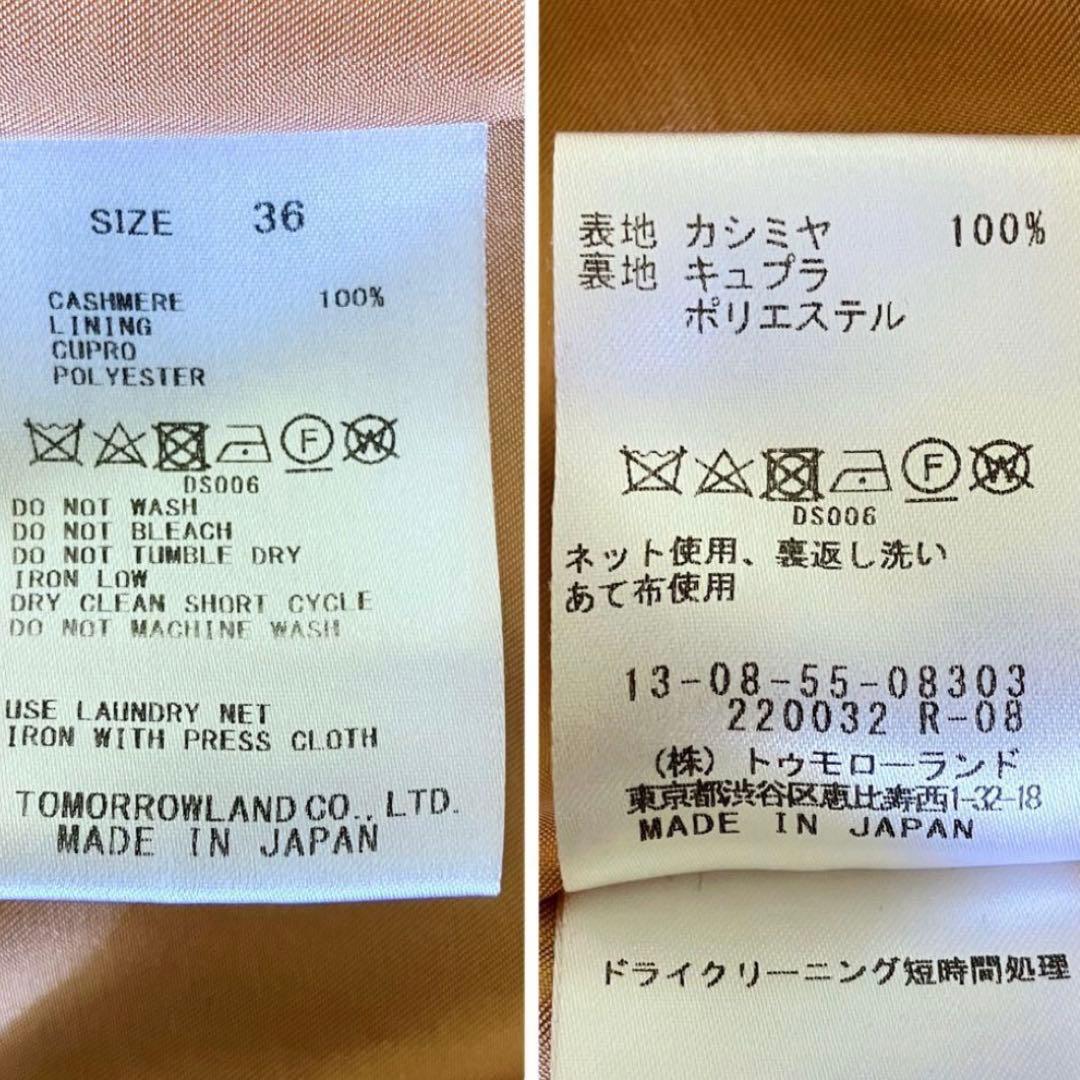 SIZE 36
CASHMERE 100%
LINING
CUPRO
POLYESTER
F W
DS006
DO NOT WASH
DO NOT BLEACH
DO NOT TUMBLE DRY
IRON LOW
DRY CLEAN SHORT CYCLE
DO NOT MACHINE WASH
USE LAUNDRY NET
IRON WITH PRESS CLOTH
TOMORROWLAND CO., LTD.
MADE IN JAPAN
表地 カシミヤ 100%
裏地 キュプラ
ポリエステル
F W
DS006
ネット使用、裏返し洗い
あて布使用
13-08-55-08303
220032 R-08
(株) トゥモローランド
東京都渋谷区恵比寿西1-32-18
MADE IN JAPAN
ドライクリーニング短時間処理